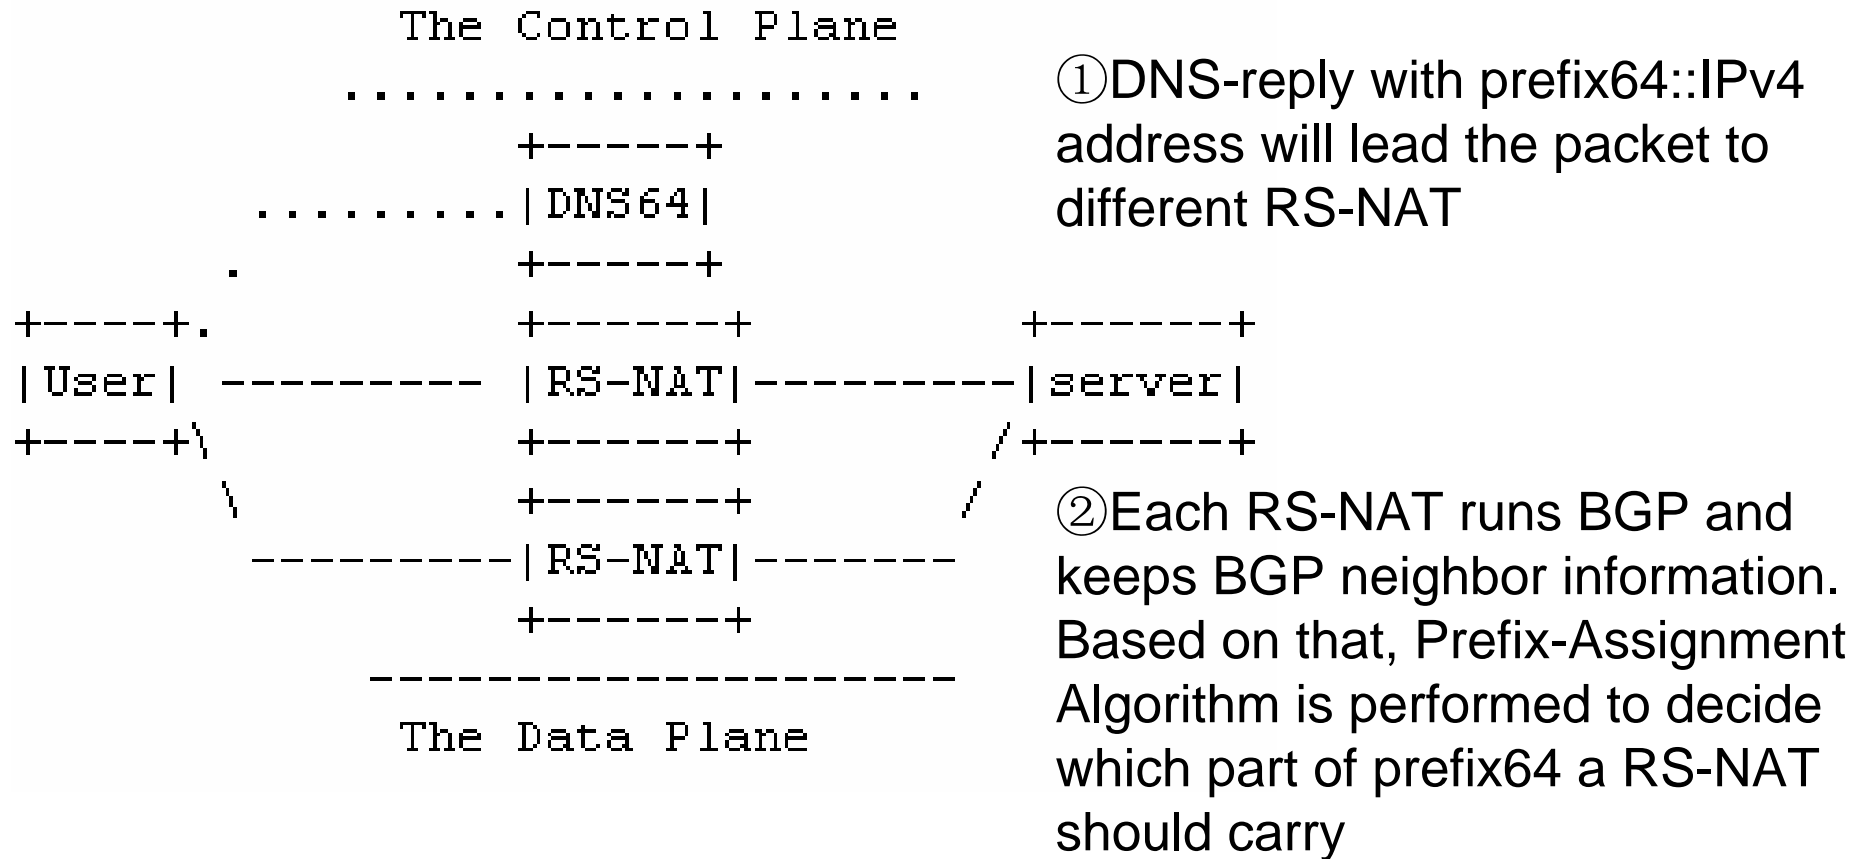 The Control Plane
....................
+-----+
.........|DNS64|
. +-----+
+----+. +------+ +------+
|User| --------- |RS-NAT|---------|server|
+----+\ +------+ /+------+
\ +------+ /
---------|RS-NAT|-------
+------+
--------------------
The Data Plane
①DNS-reply with prefix64::IPv4
address will lead the packet to
different RS-NAT
②Each RS-NAT runs BGP and
keeps BGP neighbor information.
Based on that, Prefix-Assignment
Algorithm is performed to decide
which part of prefix64 a RS-NAT
should carry